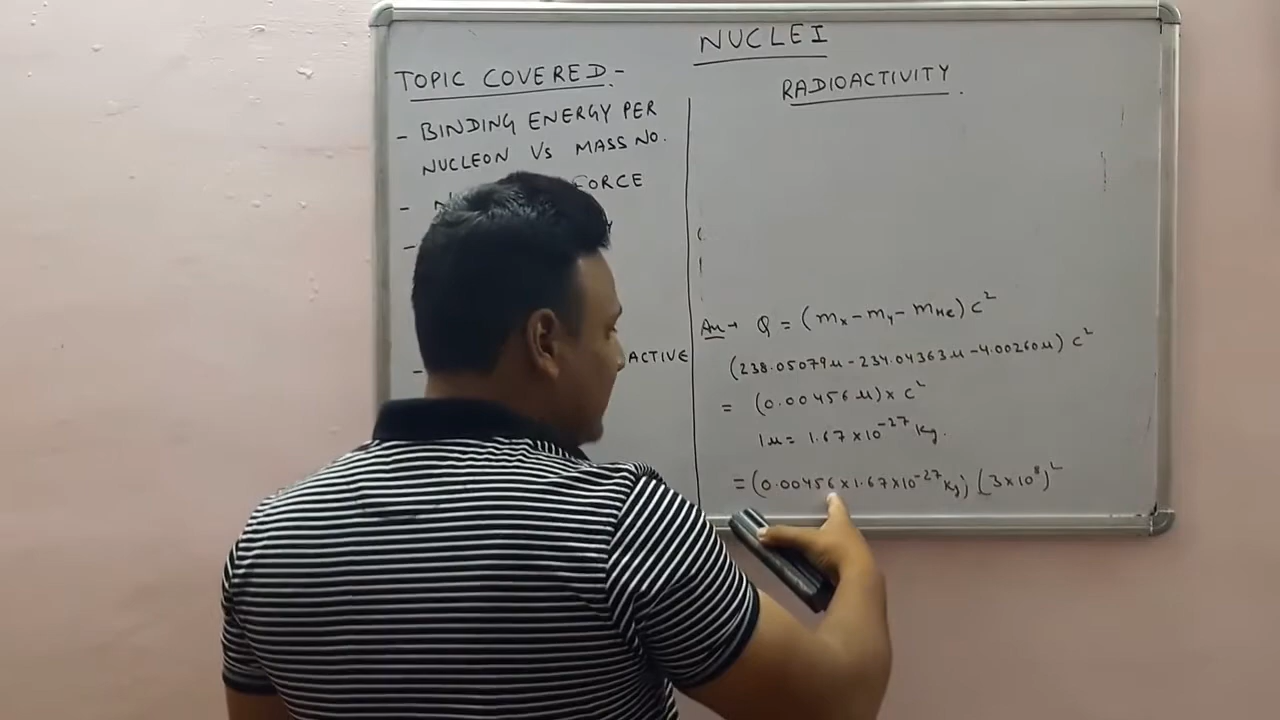 NUCLEI
TOPIC COVERED -
- BINDING ENERGY PER
NUCLEON Vs MASS NO.
- FORCE
-
- ACTIVE
RADIOACTIVITY
Ans→ Q = (mx - my - mHe) c²
(238.05079u - 234.04363u - 4.00260u) c²
= (0.00456u) × c²
1u = 1.67 × 10⁻²⁷ Kg.
= (0.00456 × 1.67 × 10⁻²⁷ Kg) (3 × 10⁸)²